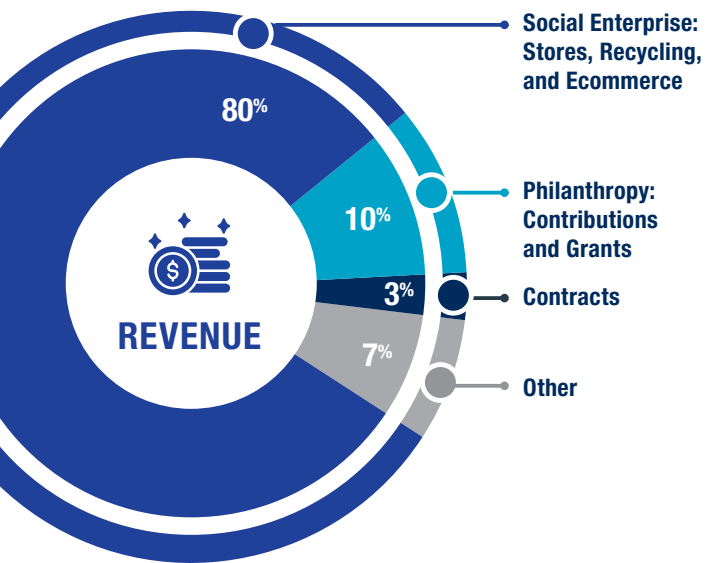 Social Enterprise:
Stores, Recycling,
and Ecommerce
80%
Philanthropy:
Contributions
and Grants
10%
$
3%
Contracts
REVENUE
7%
Other